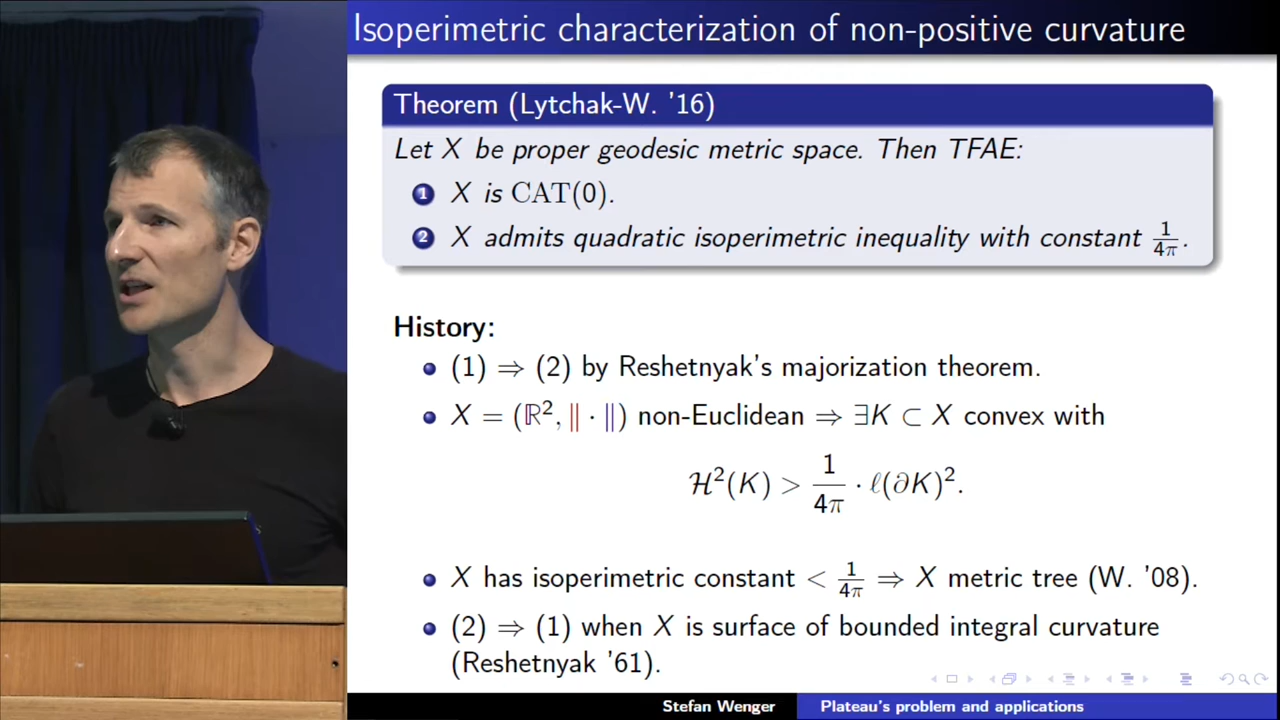 Isoperimetric characterization of non-positive curvature
Theorem (Lytchak-W. '16)
Let X be proper geodesic metric space. Then TFAE:
1 X is CAT(0).
2 X admits quadratic isoperimetric inequality with constant 1/4π.
History:
• (1) ⇒ (2) by Reshetnyak's majorization theorem.
• X = (ℝ², ‖ · ‖) non-Euclidean ⇒ ∃K ⊂ X convex with
ℋ²(K) > 1/4π · ℓ(∂K)².
• X has isoperimetric constant < 1/4π ⇒ X metric tree (W. '08).
• (2) ⇒ (1) when X is surface of bounded integral curvature
(Reshetnyak '61).
Stefan Wenger Plateau's problem and applications